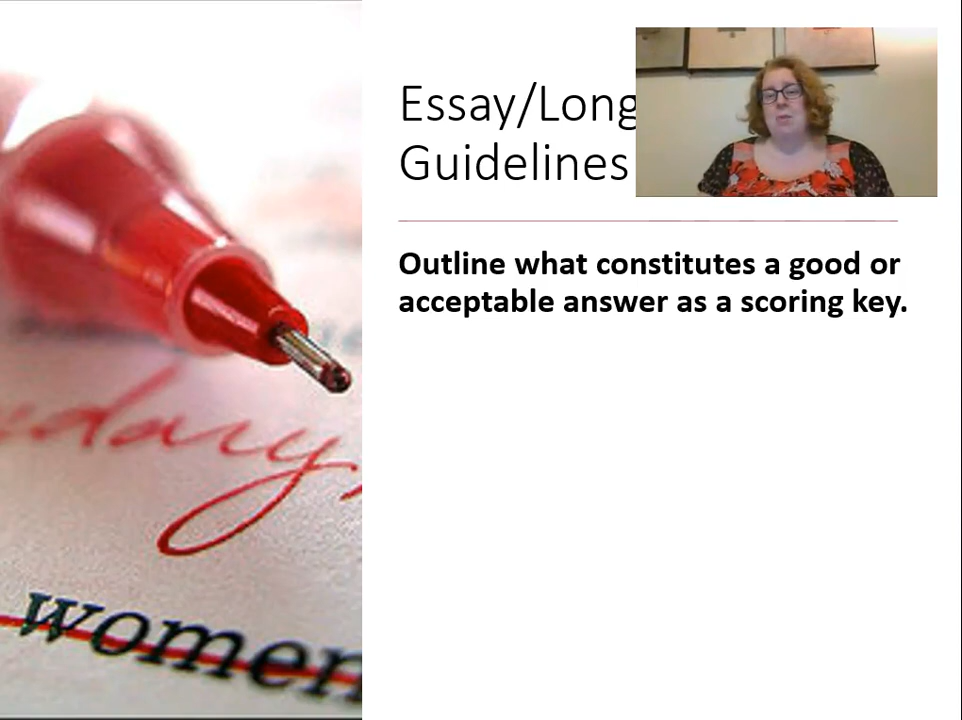 Essay/Long
Guidelines
Outline what constitutes a good or
acceptable answer as a scoring key.
women